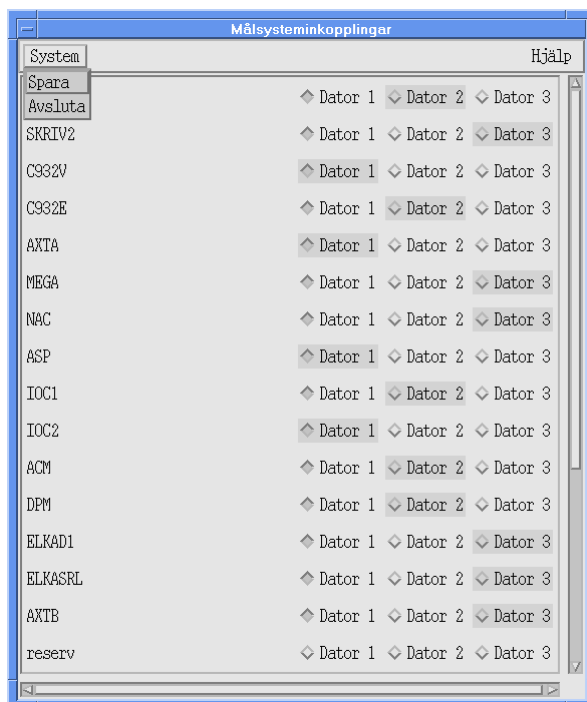 Målsysteminkopplingar
System Hjälp
Spara
Avsluta
Dator 1 Dator 2 Dator 3
SKRIV2 Dator 1 Dator 2 Dator 3
C932V Dator 1 Dator 2 Dator 3
C932E Dator 1 Dator 2 Dator 3
AXTA Dator 1 Dator 2 Dator 3
MEGA Dator 1 Dator 2 Dator 3
NAC Dator 1 Dator 2 Dator 3
ASP Dator 1 Dator 2 Dator 3
IOC1 Dator 1 Dator 2 Dator 3
IOC2 Dator 1 Dator 2 Dator 3
ACM Dator 1 Dator 2 Dator 3
DPM Dator 1 Dator 2 Dator 3
ELKAD1 Dator 1 Dator 2 Dator 3
ELKASRL Dator 1 Dator 2 Dator 3
AXTB Dator 1 Dator 2 Dator 3
reserv Dator 1 Dator 2 Dator 3